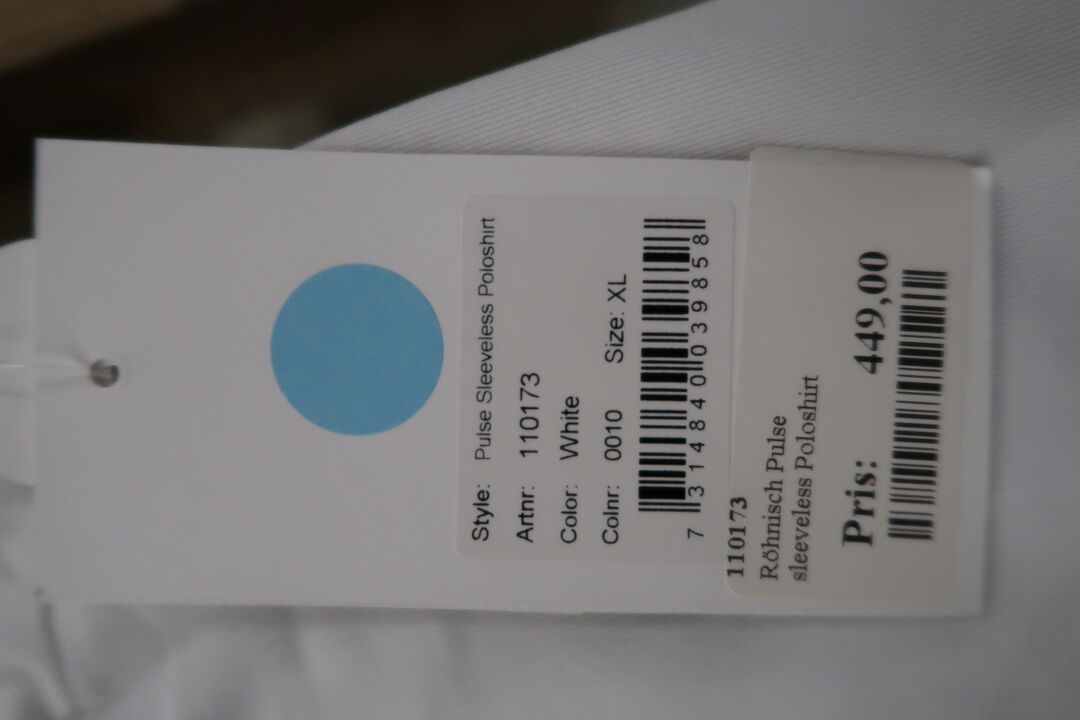 Style: Pulse Sleeveless Poloshirt
Artnr: 110173
Color: White
Colnr: 0010 Size: XL
7 314840 039858
110173
Röhnisch Pulse
sleeveless Poloshirt
Pris: 449,00